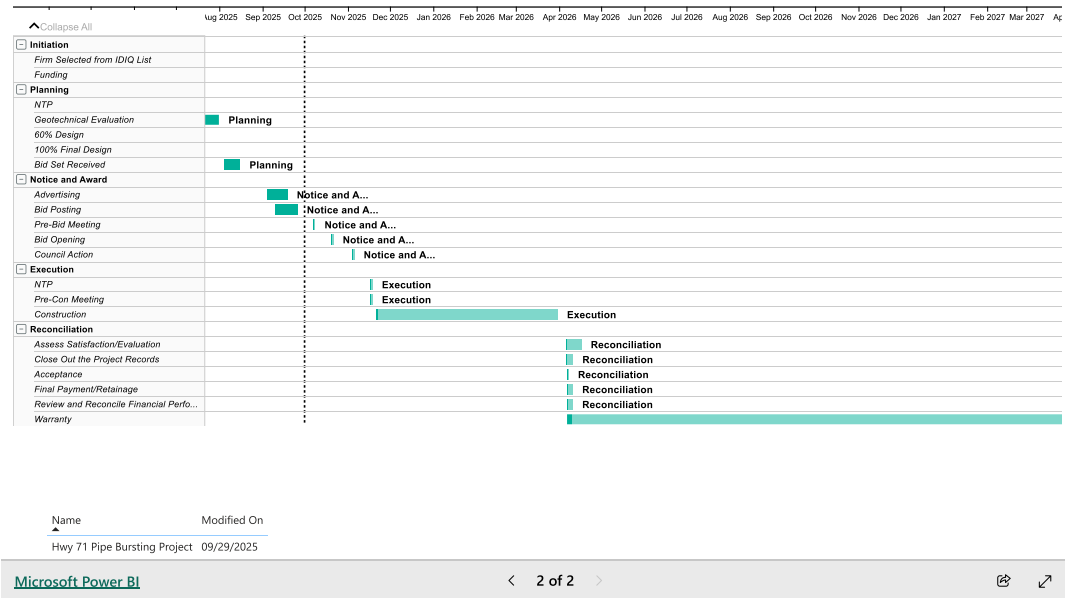 Aug 2025 Sep 2025 Oct 2025 Nov 2025 Dec 2025 Jan 2026 Feb 2026 Mar 2026 Apr 2026 May 2026 Jun 2026 Jul 2026 Aug 2026 Sep 2026 Oct 2026 Nov 2026 Dec 2026 Jan 2027 Feb 2027 Mar 2027 Ap
Collapse All
Initiation
Firm Selected from IDIQ List
Funding
Planning
NTP
Geotechnical Evaluation Planning
60% Design
100% Final Design
Bid Set Received Planning
Notice and Award
Advertising Notice and A...
Bid Posting Notice and A...
Pre-Bid Meeting Notice and A...
Bid Opening Notice and A...
Council Action Notice and A...
Execution
NTP Execution
Pre-Con Meeting Execution
Construction Execution
Reconciliation
Assess Satisfaction/Evaluation Reconciliation
Close Out the Project Records Reconciliation
Acceptance Reconciliation
Final Payment/Retainage Reconciliation
Review and Reconcile Financial Perfo... Reconciliation
Warranty
Name Modified On
Hwy 71 Pipe Bursting Project 09/29/2025
Microsoft Power BI 2 of 2